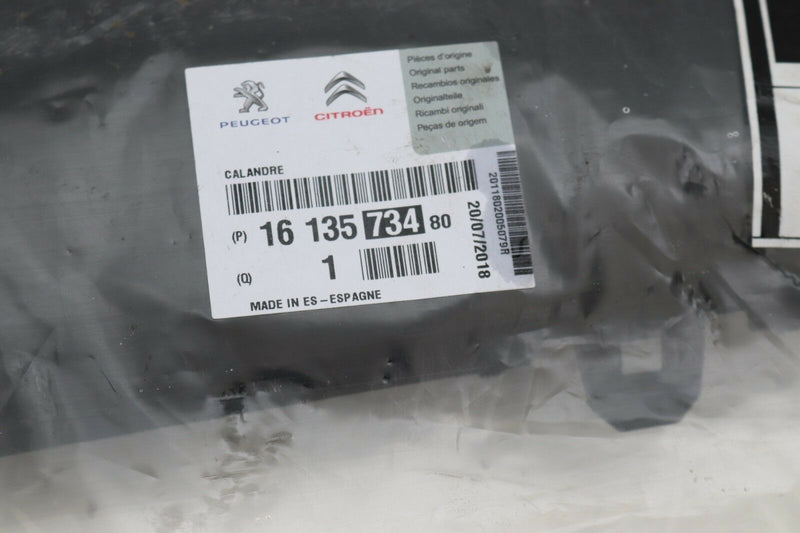 PEUGEOT
CITROËN
Pièces d'origine
Original parts
Recambios originales
Originalteile
Ricambi originali
Peças de origem
CALANDRE
(P) 16 135 734 80
(Q) 1
MADE IN ES – ESPAGNE
20/07/2018
2011802005079R